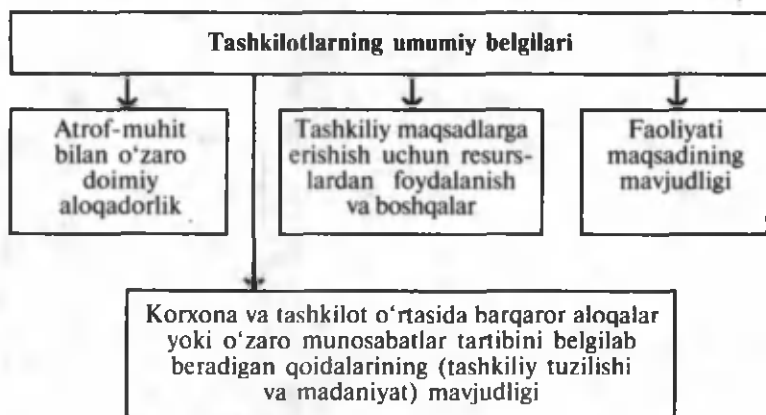 Tashkilotlarning umumiy belgilari
Atrof-muhit
bilan o‘zaro
doimiy
aloqadorlik
Tashkiliy maqsadlarga
erishish uchun resurs-
lardan foydalanish
va boshqalar
Faoliyati
maqsadining
mavjudligi
Korxona va tashkilot o‘rtasida barqaror aloqalar
yoki o‘zaro munosabatlar tartibini belgilab
beradigan qoidalarining (tashkiliy tuzilishi
va madaniyat) mavjudligi